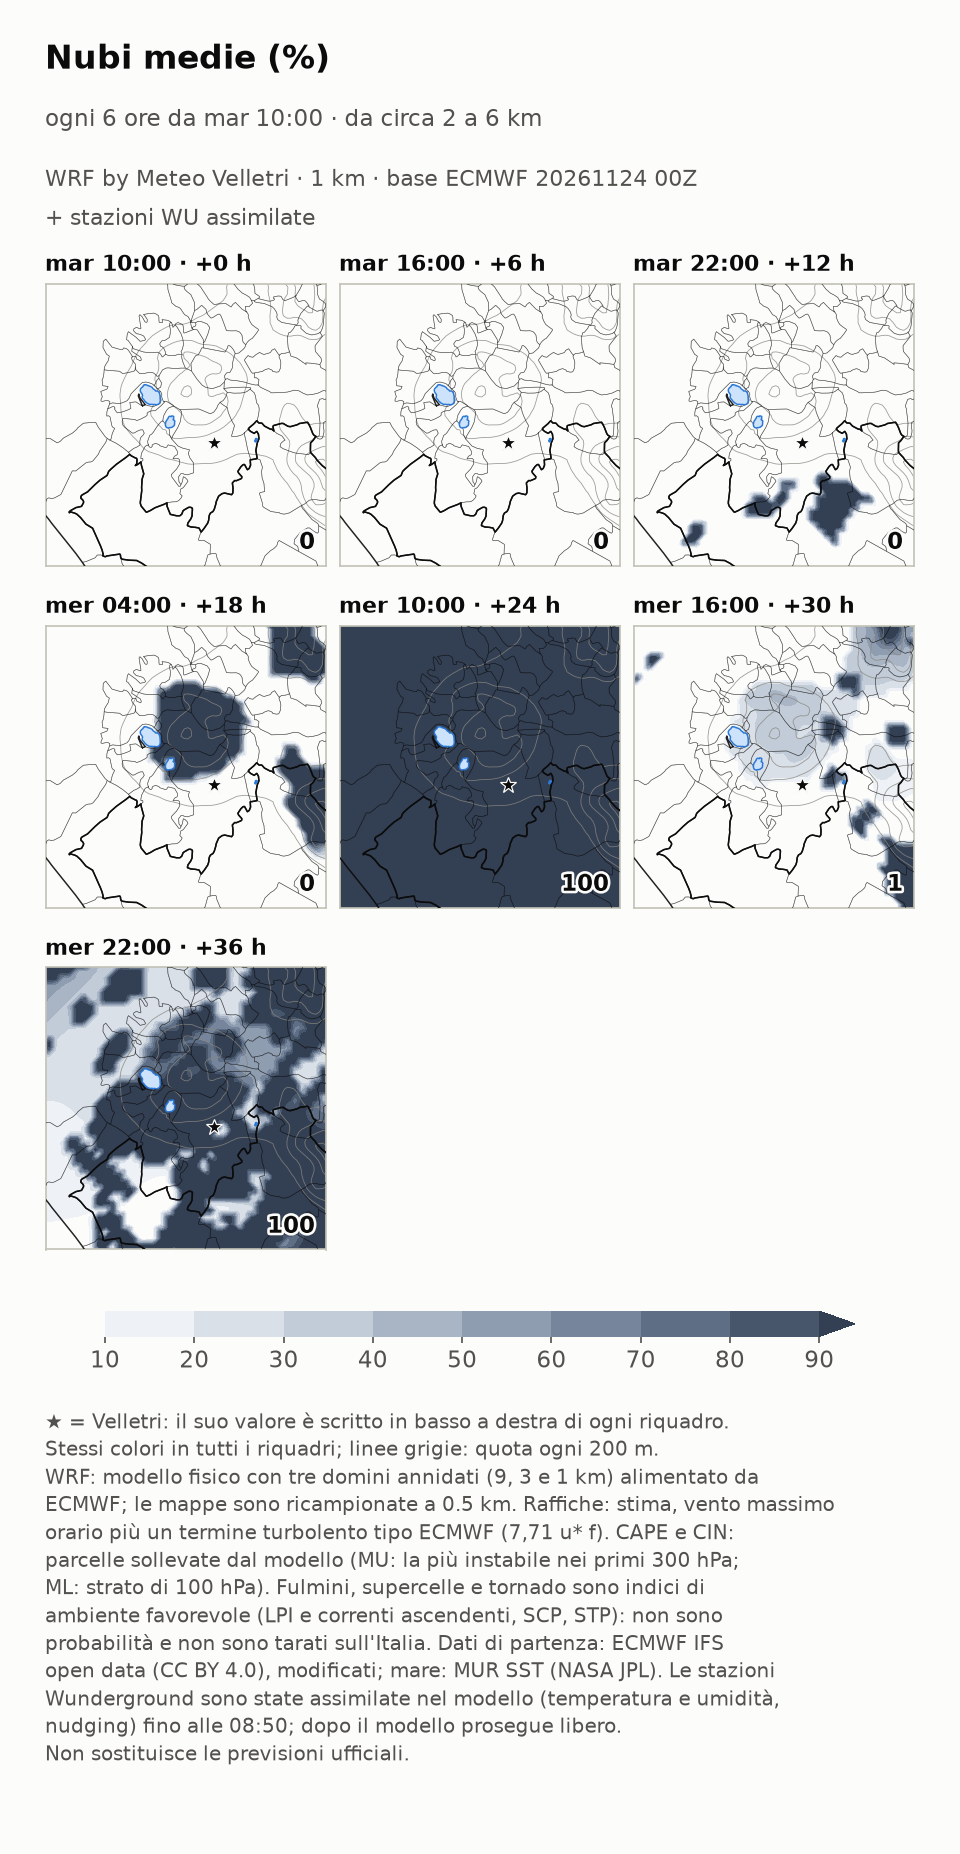 Nubi medie (%)
ogni 6 ore da mar 10:00 · da circa 2 a 6 km
WRF by Meteo Velletri · 1 km · base ECMWF 20261124 00Z
+ stazioni WU assimilate
mar 10:00 · +0 h
mar 16:00 · +6 h
mar 22:00 · +12 h
0
0
0
mer 04:00 · +18 h
mer 10:00 · +24 h
mer 16:00 · +30 h
0
100
1
mer 22:00 · +36 h
100
10 20 30 40 50 60 70 80 90
★ = Velletri: il suo valore è scritto in basso a destra di ogni riquadro.
Stessi colori in tutti i riquadri; linee grigie: quota ogni 200 m.
WRF: modello fisico con tre domini annidati (9, 3 e 1 km) alimentato da
ECMWF; le mappe sono ricampionate a 0.5 km. Raffiche: stima, vento massimo
orario più un termine turbolento tipo ECMWF (7,71 u* f). CAPE e CIN:
parcelle sollevate dal modello (MU: la più instabile nei primi 300 hPa;
ML: strato di 100 hPa). Fulmini, supercelle e tornado sono indici di
ambiente favorevole (LPI e correnti ascendenti, SCP, STP): non sono
probabilità e non sono tarati sull'Italia. Dati di partenza: ECMWF IFS
open data (CC BY 4.0), modificati; mare: MUR SST (NASA JPL). Le stazioni
Wunderground sono state assimilate nel modello (temperatura e umidità,
nudging) fino alle 08:50; dopo il modello prosegue libero.
Non sostituisce le previsioni ufficiali.